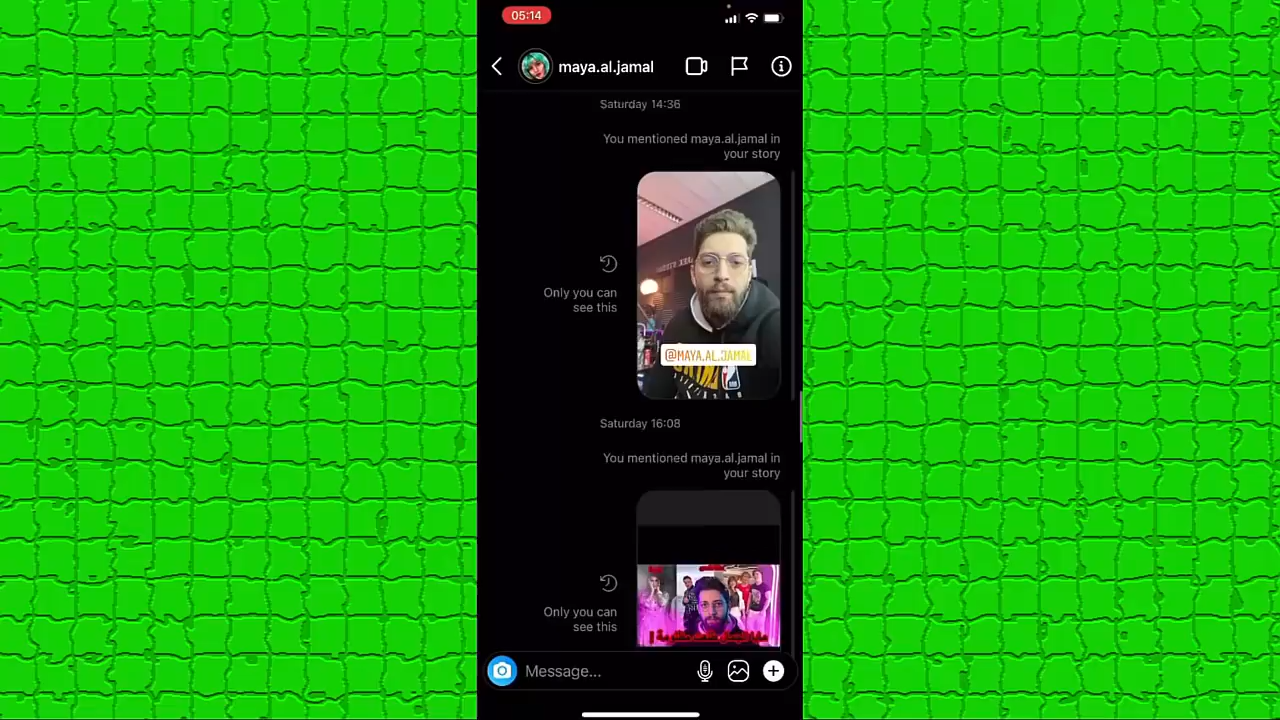 05:14
maya.al.jamal
Saturday 14:36
You mentioned maya.al.jamal in
your story
Only you can
see this
@MAYA.AL.JAMAL
Saturday 16:08
You mentioned maya.al.jamal in
your story
Only you can
see this
Message...